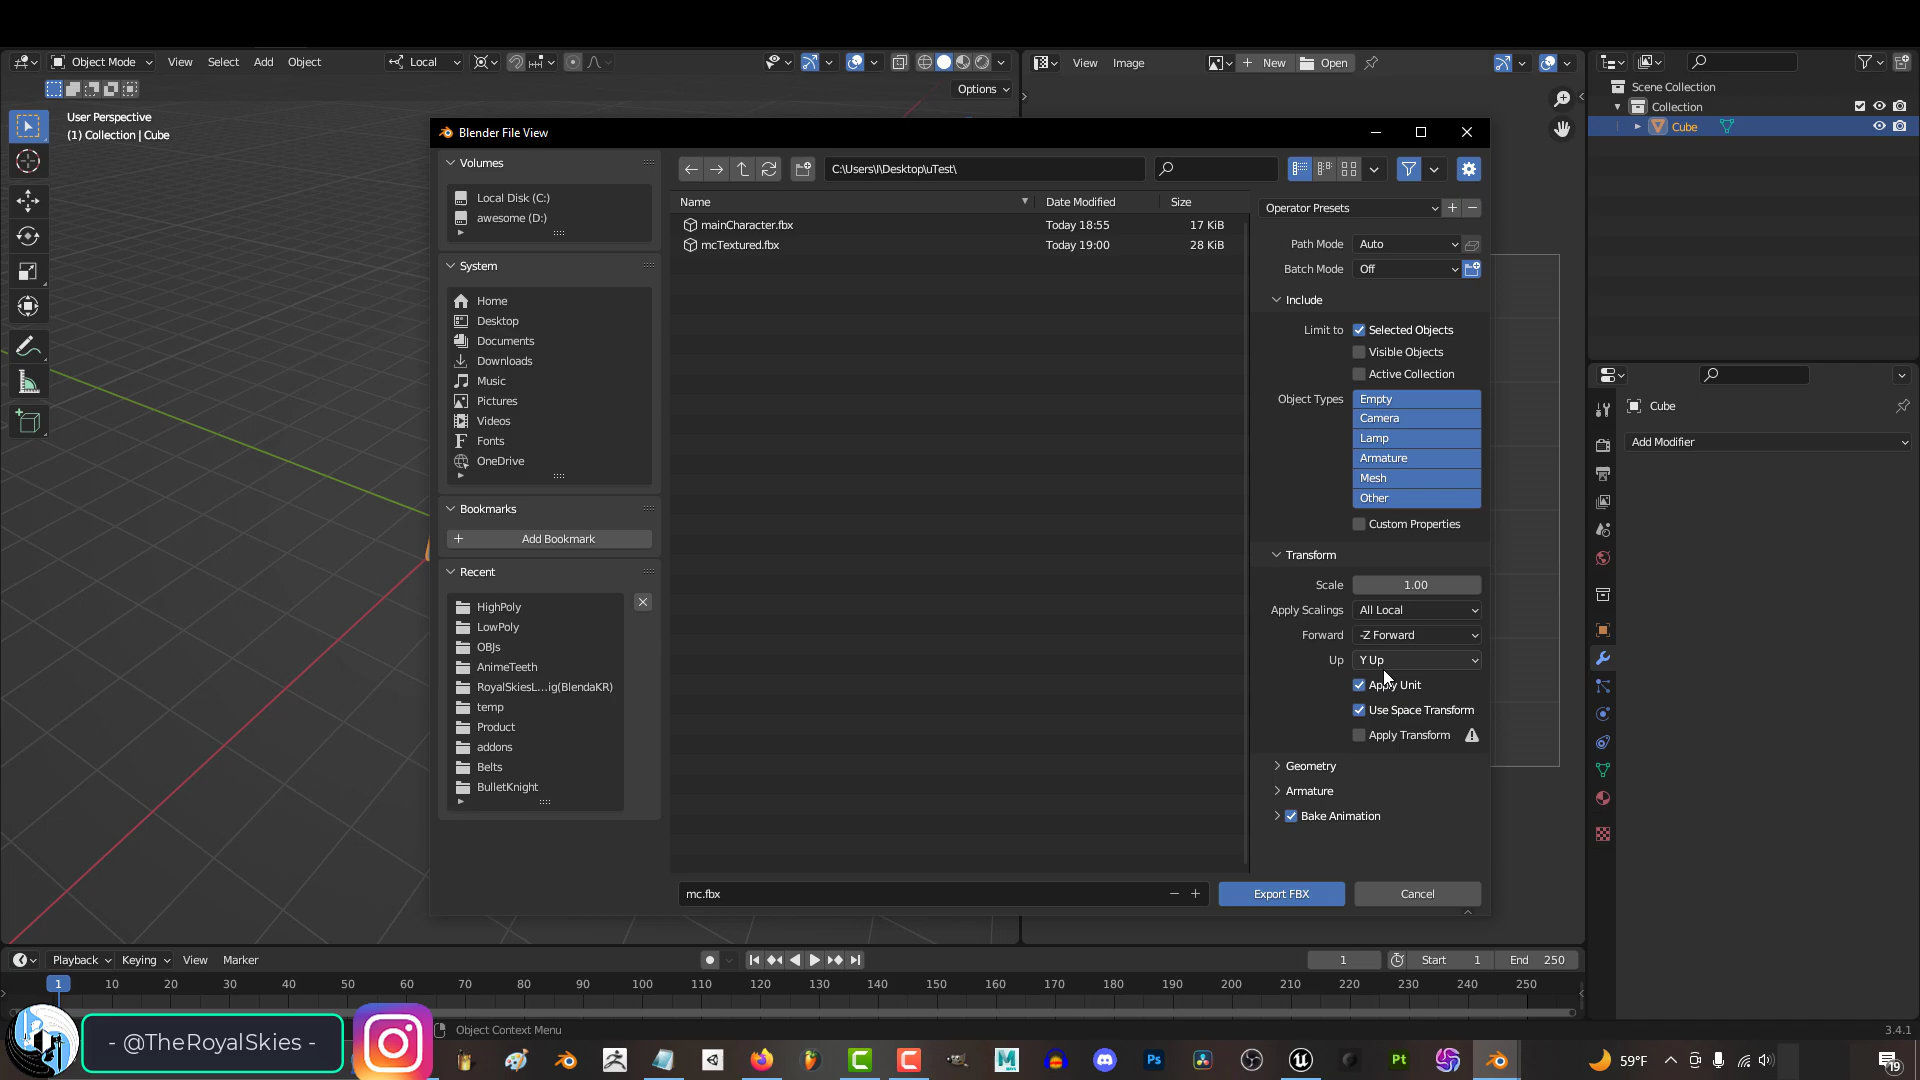 Object Mode View Select Add Object Local
Options
User Perspective
(1) Collection | Cube
View Image New Open
Scene Collection
Collection
Cube
Blender File View
Volumes
Local Disk (C:)
awesome (D:)
System
Home
Desktop
Documents
Downloads
Music
Pictures
Videos
Fonts
OneDrive
Bookmarks
Add Bookmark
Recent
HighPoly
LowPoly
OBJs
AnimeTeeth
RoyalSkiesL...ig(BlendaKR)
temp
Product
addons
Belts
BulletKnight
C:\Users\I\Desktop\uTest\
Name Date Modified Size
mainCharacter.fbx Today 18:55 17 KiB
mcTextured.fbx Today 19:00 28 KiB
Operator Presets
Path Mode Auto
Batch Mode Off
Include
Limit to Selected Objects
Visible Objects
Active Collection
Object Types Empty
Camera
Lamp
Armature
Mesh
Other
Custom Properties
Transform
Scale 1.00
Apply Scalings All Local
Forward -Z Forward
Up Y Up
Apply Unit
Use Space Transform
Apply Transform
Geometry
Armature
Bake Animation
mc.fbx Export FBX Cancel
Cube
Add Modifier
Playback Keying View Marker 1 Start 1 End 250
1 10 20 30 40 50 60 70 80 90 100 110 120 130 140 150 160 170 180 190 200 210 220 230 240 250
Object Context Menu 3.4.1
- @TheRoyalSkies -
Ps Pt 59°F 19